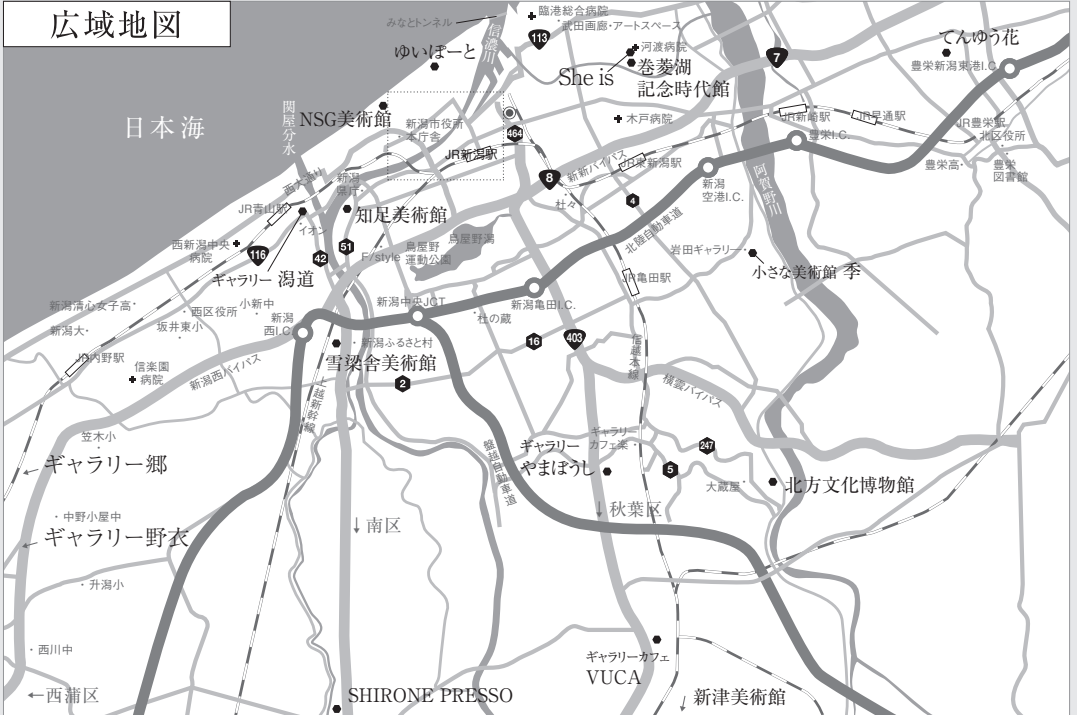 広域地図
みなとトンネル
臨港総合病院
武田画廊・アートスペース
信濃川
113
ゆいぽーと
河渡病院
She is
巻菱湖
記念時代館
7
てんゆう花
豊栄新潟東港I.C.
日本海
関屋分水
NSG美術館
新潟市役所
本庁舎
464
木戸病院
JR新潟駅
JR新崎駅
JR早通駅
JR豊栄駅
北区役所
豊栄I.C.
豊栄高
豊栄
図書館
新新バイパス
JR東新潟駅
8
新潟
空港I.C.
阿賀野川
西大通り
新潟
県庁
杜々
4
JR青山駅
イオン
知足美術館
北陸自動車道
西新潟中央
病院
116
42
51
F/style
鳥屋野
運動公園
鳥屋野潟
岩田ギャラリー
小さな美術館 季
ギャラリー 潟道
JR亀田駅
新潟清心女子高
新潟大
西区役所
小新中
坂井東小
新潟
西I.C.
新潟中央JCT
新潟亀田I.C.
杜の蔵
16
403
信越本線
新潟ふるさと村
雪梁舎美術館
2
JR内野駅
信楽園
病院
新潟西バイパス
上越新幹線
横雲バイパス
笠木小
ギャラリー郷
磐越自動車道
ギャラリー
カフェ楽
247
ギャラリー
やまぼうし
5
大蔵屋
北方文化博物館
中野小屋中
ギャラリー野衣
↓南区
↓秋葉区
升潟小
西川中
←西蒲区
SHIRONE PRESSO
ギャラリーカフェ
VUCA
新津美術館